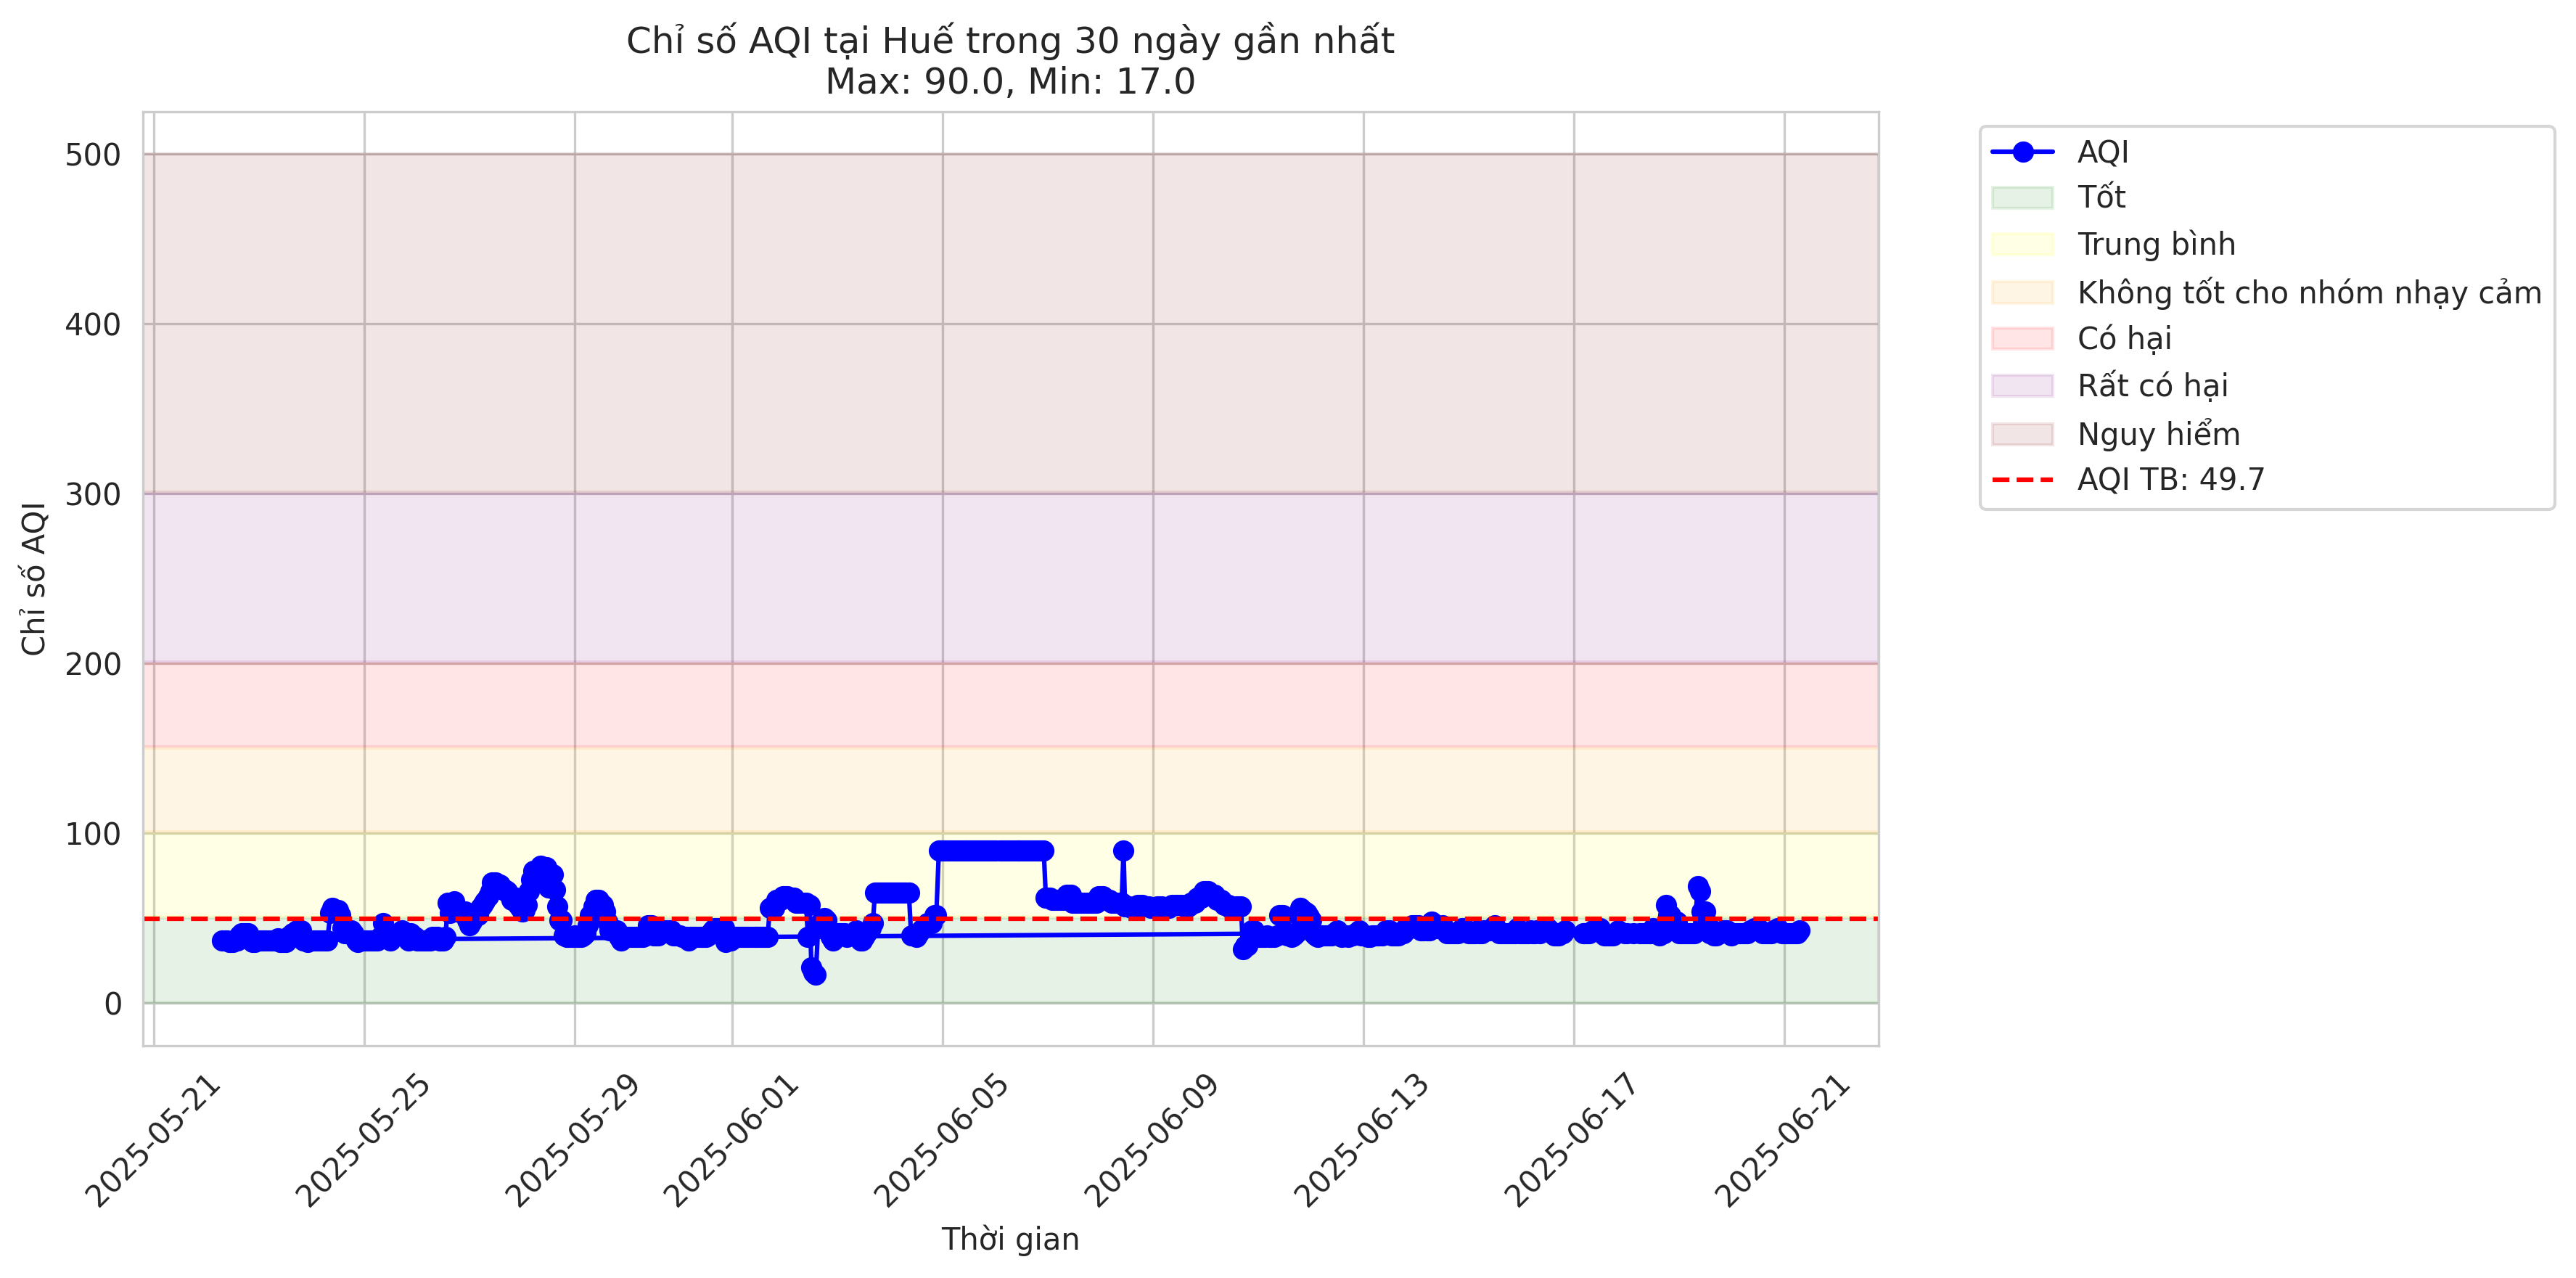 Chỉ số AQI tại Huế trong 30 ngày gần nhất
Max: 90.0, Min: 17.0
Chỉ số AQI
500
400
300
200
100
0
2025-05-21
2025-05-25
2025-05-29
2025-06-01
2025-06-05
2025-06-09
2025-06-13
2025-06-17
2025-06-21
Thời gian
AQI
Tốt
Trung bình
Không tốt cho nhóm nhạy cảm
Có hại
Rất có hại
Nguy hiểm
AQI TB: 49.7